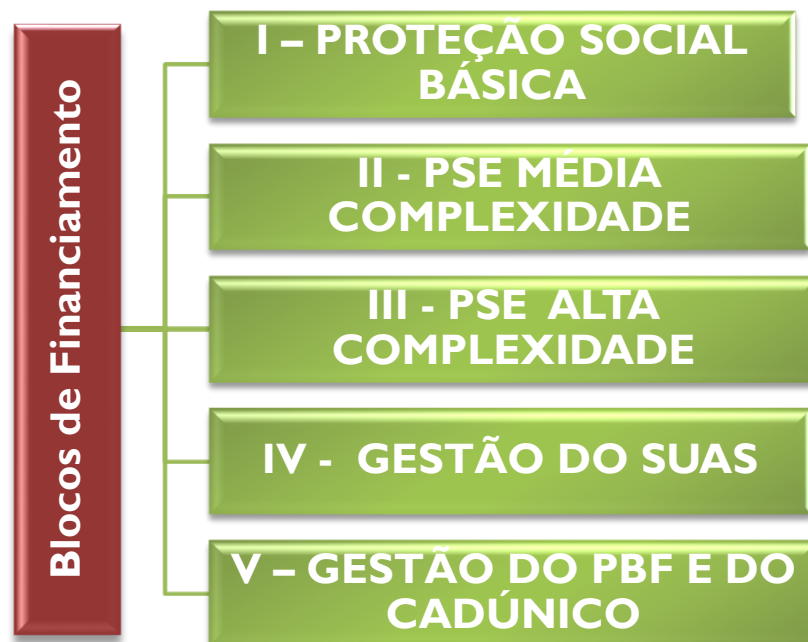 Blocos de Financiamento
I – PROTEÇÃO SOCIAL
BÁSICA
II - PSE MÉDIA
COMPLEXIDADE
III - PSE ALTA
COMPLEXIDADE
IV - GESTÃO DO SUAS
V – GESTÃO DO PBF E DO
CADÚNICO